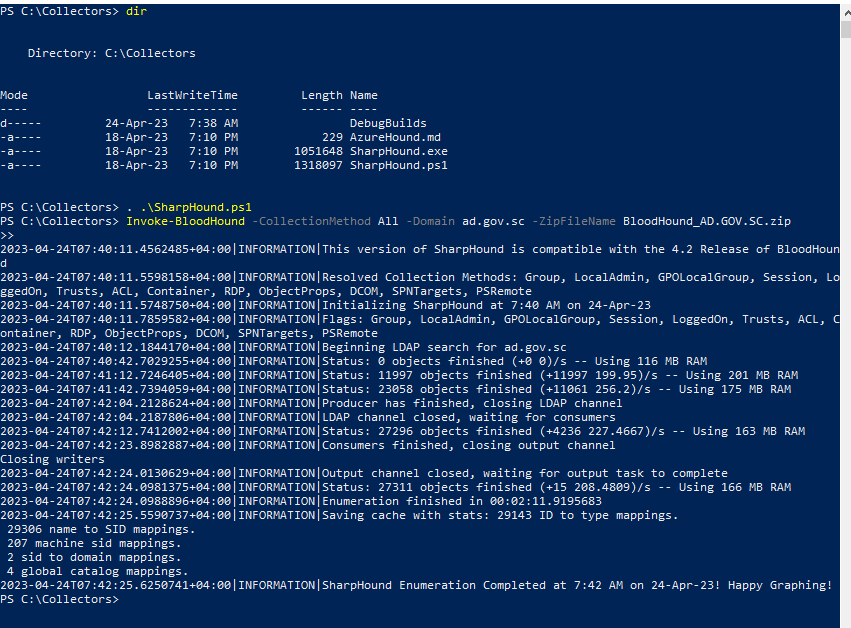 PS C:\Collectors> dir
Directory: C:\Collectors
Mode LastWriteTime Length Name
---- ------------- ------ ----
d----- 24-Apr-23 7:38 AM DebugBuilds
-a---- 18-Apr-23 7:10 PM 229 AzureHound.md
-a---- 18-Apr-23 7:10 PM 1051648 SharpHound.exe
-a---- 18-Apr-23 7:10 PM 1318097 SharpHound.ps1
PS C:\Collectors> . .\SharpHound.ps1
PS C:\Collectors> Invoke-BloodHound -CollectionMethod All -Domain ad.gov.sc -ZipFileName BloodHound_AD.GOV.SC.zip
>>
2023-04-24T07:40:11.4562485+04:00|INFORMATION|This version of SharpHound is compatible with the 4.2 Release of BloodHoun
d
2023-04-24T07:40:11.5598158+04:00|INFORMATION|Resolved Collection Methods: Group, LocalAdmin, GPOLocalGroup, Session, Lo
ggedOn, Trusts, ACL, Container, RDP, ObjectProps, DCOM, SPNTargets, PSRemote
2023-04-24T07:40:11.5748750+04:00|INFORMATION|Initializing SharpHound at 7:40 AM on 24-Apr-23
2023-04-24T07:40:11.7859582+04:00|INFORMATION|Flags: Group, LocalAdmin, GPOLocalGroup, Session, LoggedOn, Trusts, ACL, C
ontainer, RDP, ObjectProps, DCOM, SPNTargets, PSRemote
2023-04-24T07:40:12.1844170+04:00|INFORMATION|Beginning LDAP search for ad.gov.sc
2023-04-24T07:40:42.7029255+04:00|INFORMATION|Status: 0 objects finished (+0 0)/s -- Using 116 MB RAM
2023-04-24T07:41:12.7246405+04:00|INFORMATION|Status: 11997 objects finished (+11997 199.95)/s -- Using 201 MB RAM
2023-04-24T07:41:42.7394059+04:00|INFORMATION|Status: 23058 objects finished (+11061 256.2)/s -- Using 175 MB RAM
2023-04-24T07:42:04.2128624+04:00|INFORMATION|Producer has finished, closing LDAP channel
2023-04-24T07:42:04.2187806+04:00|INFORMATION|LDAP channel closed, waiting for consumers
2023-04-24T07:42:12.7412002+04:00|INFORMATION|Status: 27296 objects finished (+4236 227.4667)/s -- Using 163 MB RAM
2023-04-24T07:42:23.8982887+04:00|INFORMATION|Consumers finished, closing output channel
Closing writers
2023-04-24T07:42:24.0130629+04:00|INFORMATION|Output channel closed, waiting for output task to complete
2023-04-24T07:42:24.0981375+04:00|INFORMATION|Status: 27311 objects finished (+15 208.4809)/s -- Using 166 MB RAM
2023-04-24T07:42:24.0988896+04:00|INFORMATION|Enumeration finished in 00:02:11.9195683
2023-04-24T07:42:25.5590737+04:00|INFORMATION|Saving cache with stats: 29143 ID to type mappings.
29306 name to SID mappings.
207 machine sid mappings.
2 sid to domain mappings.
4 global catalog mappings.
2023-04-24T07:42:25.6250741+04:00|INFORMATION|SharpHound Enumeration Completed at 7:42 AM on 24-Apr-23! Happy Graphing!
PS C:\Collectors>